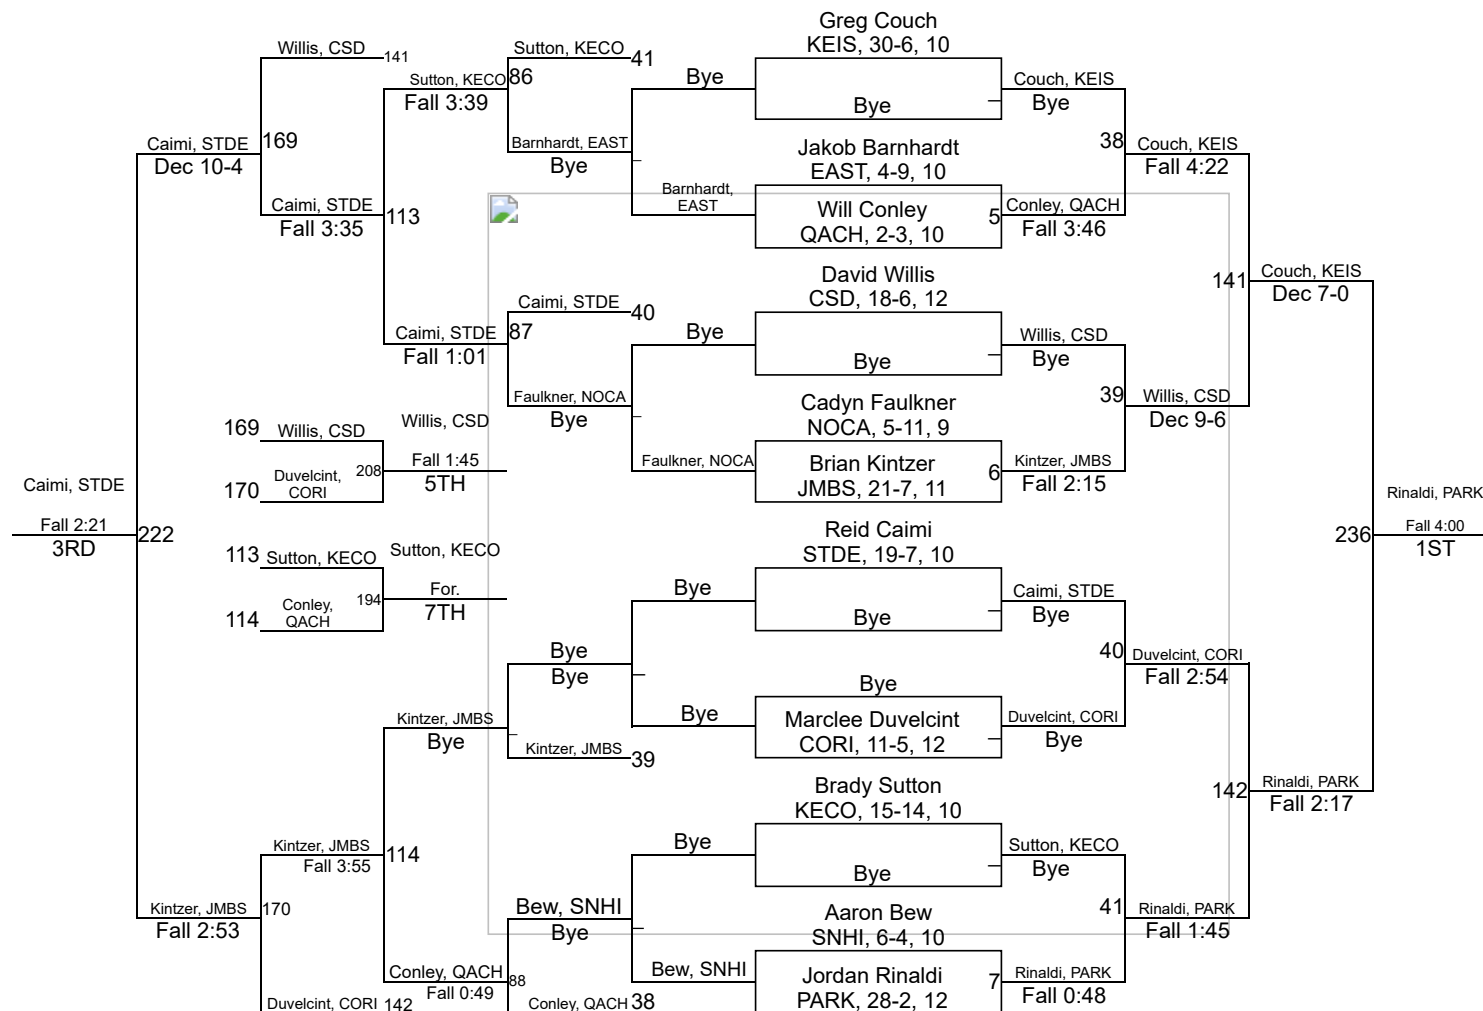 Greg Couch
KEIS, 30-6, 10
Willis, CSD
141
Sutton, KECO
41
Sutton, KECO
86
Fall 3:39
Bye
Bye
Couch, KEIS
Bye
Caimi, STDE
169
Dec 10-4
Barnhardt, EAST
Bye
Jakob Barnhardt
EAST, 4-9, 10
38
Couch, KEIS
Fall 4:22
Caimi, STDE
113
Fall 3:35
Barnhardt,
EAST
Will Conley
QACH, 2-3, 10
5
Conley, QACH
Fall 3:46
David Willis
CSD, 18-6, 12
141
Couch, KEIS
Dec 7-0
Caimi, STDE
40
Caimi, STDE
87
Fall 1:01
Bye
Bye
Willis, CSD
Bye
Faulkner, NOCA
Bye
Cadyn Faulkner
NOCA, 5-11, 9
39
Willis, CSD
Dec 9-6
169
Willis, CSD
Willis, CSD
Duvelcint,
CORI
208
170
Fall 1:45
5TH
Faulkner, NOCA
Brian Kintzer
JMBS, 21-7, 11
6
Kintzer, JMBS
Fall 2:15
Caimi, STDE
Fall 2:21
3RD
222
Rinaldi, PARK
236
Fall 4:00
1ST
113
Sutton, KECO
Sutton, KECO
Conley,
QACH
194
114
For.
7TH
Reid Caimi
STDE, 19-7, 10
Bye
Bye
Caimi, STDE
Bye
Bye
Bye
40
Duvelcint, CORI
Fall 2:54
Bye
Bye
Marclee Duvelcint
CORI, 11-5, 12
Duvelcint, CORI
Bye
Kintzer, JMBS
Bye
Kintzer, JMBS
39
Brady Sutton
KECO, 15-14, 10
142
Rinaldi, PARK
Fall 2:17
Kintzer, JMBS
114
Fall 3:55
Bye
Bye
Sutton, KECO
Bye
Kintzer, JMBS
170
Fall 2:53
Bew, SNHI
Bye
Aaron Bew
SNHI, 6-4, 10
41
Rinaldi, PARK
Fall 1:45
Conley, QACH
88
Fall 0:49
Bew, SNHI
Jordan Rinaldi
PARK, 28-2, 12
7
Rinaldi, PARK
Fall 0:48
Duvelcint, CORI
142
Conley, QACH
38